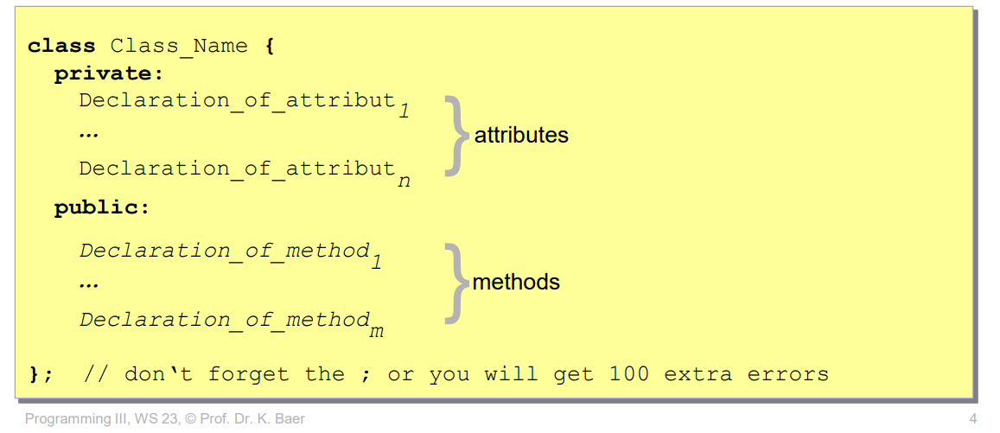 class Class_Name {
private:
Declaration_of_attribut1
...
attributes
Declaration_of_attributn
public:
Declaration_of_method1
...
methods
Declaration_of_methodm
}; // don‛t forget the ; or you will get 100 extra errors
Programming III, WS 23, © Prof. Dr. K. Baer 4